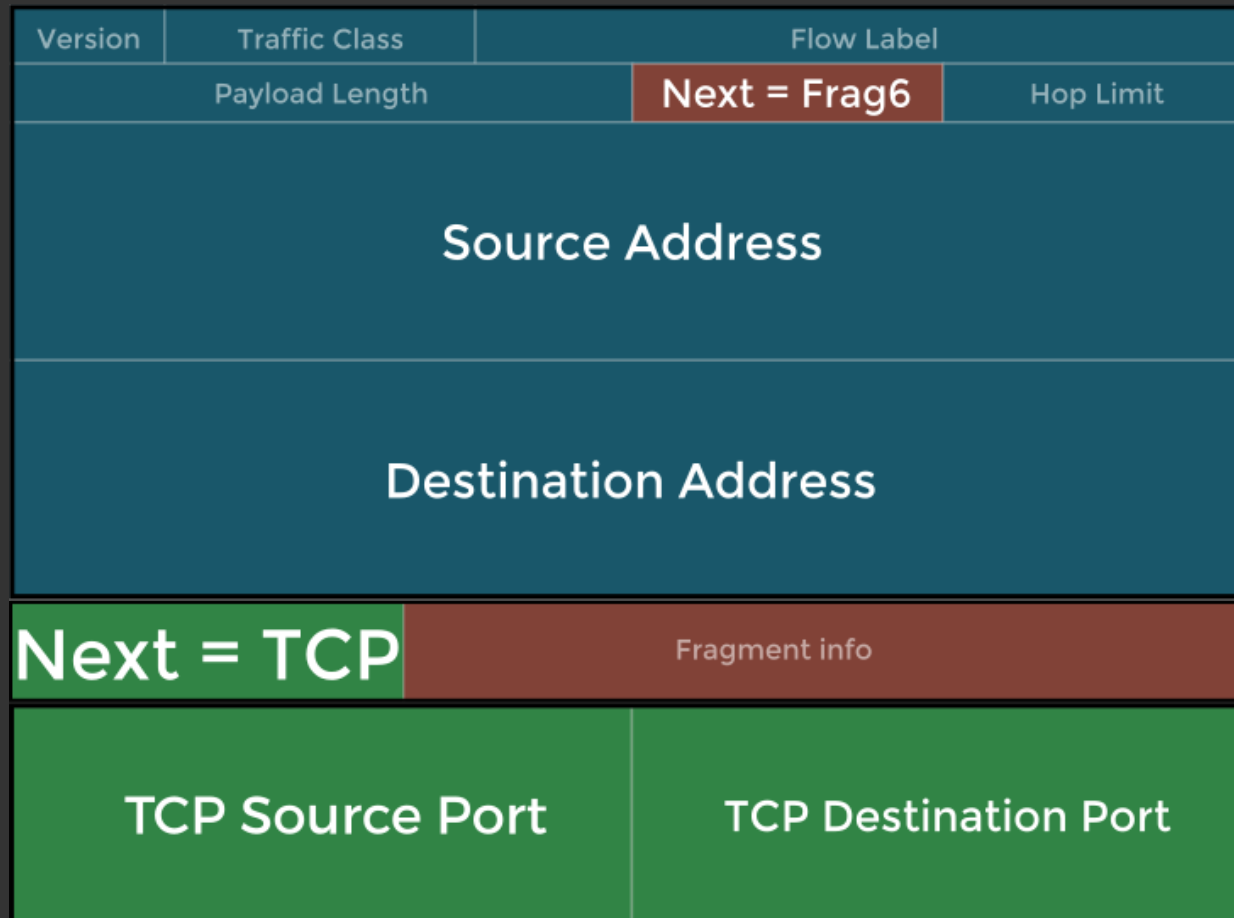 Version Traffic Class Flow Label
Payload Length Next = Frag6 Hop Limit
Source Address
Destination Address
Next = TCP Fragment info
TCP Source Port TCP Destination Port